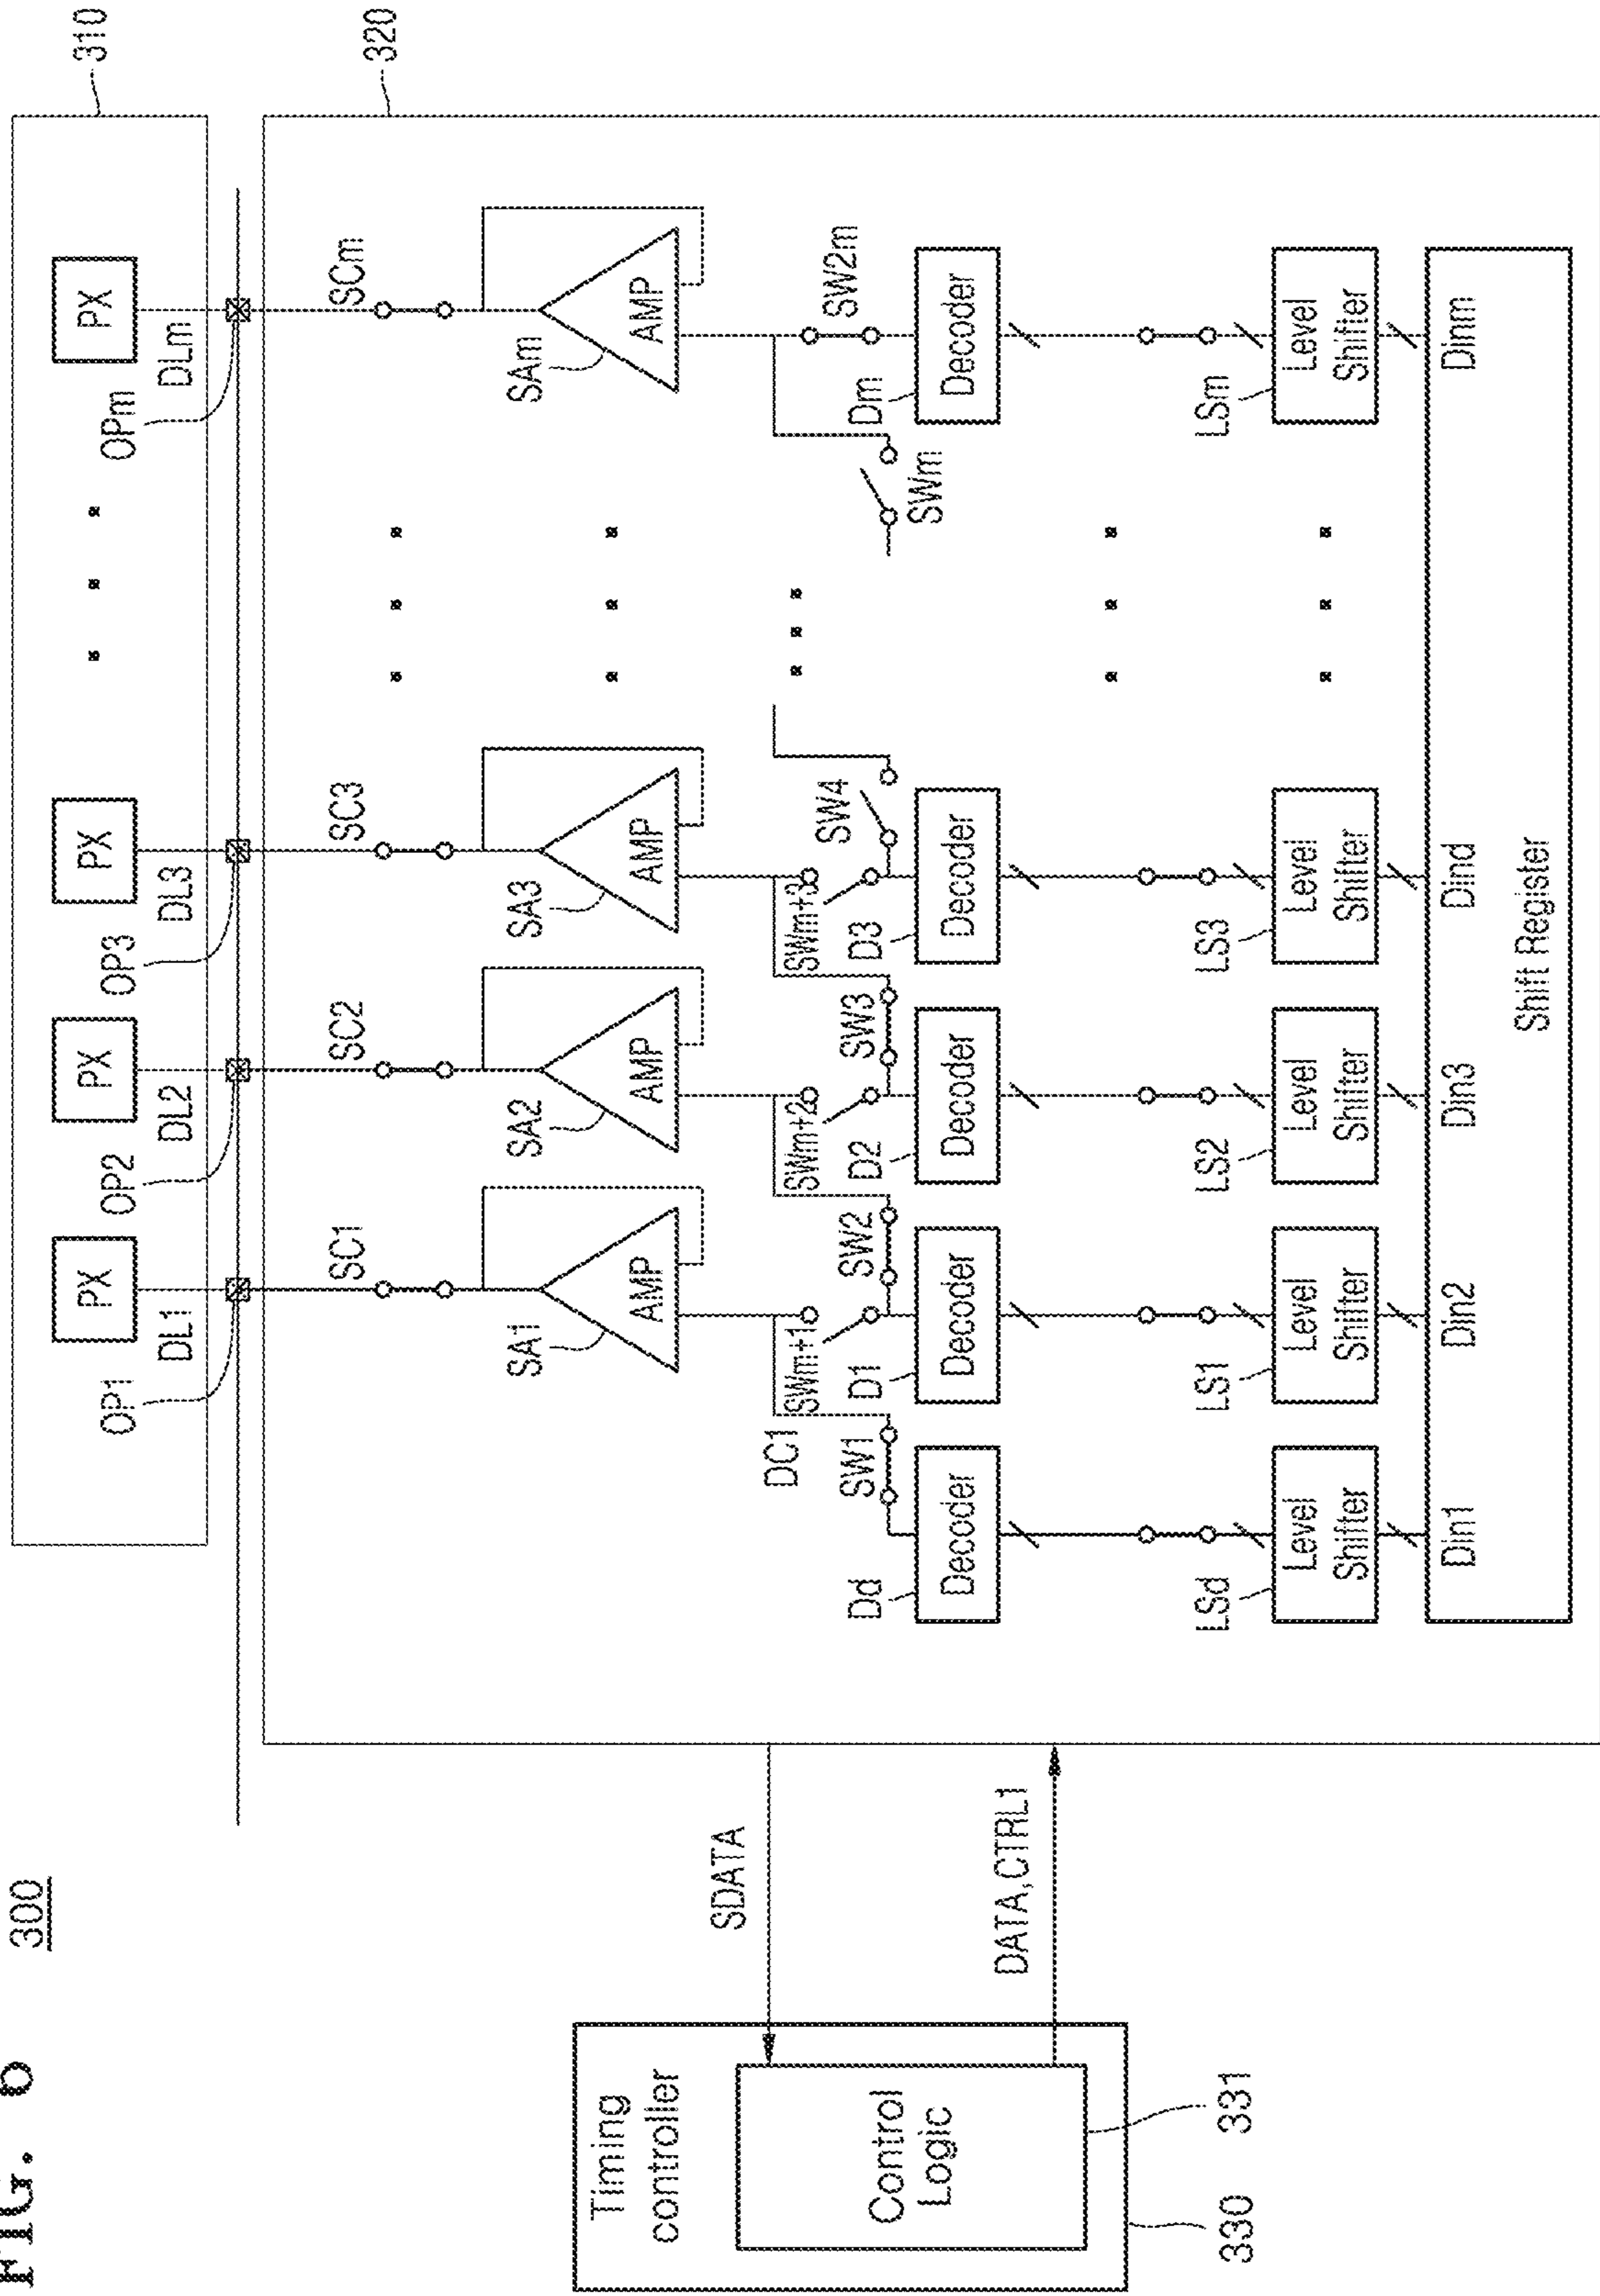 FIG. 6
300
310
PX
PX
PX
PX
OP1
DL1
OP2
DL2
OP3
DL3
OPm
DLm
320
SC1
SC2
SC3
SCm
SA1
SA2
SA3
SAm
AMP
AMP
AMP
AMP
Timing
controller
Control
Logic
331
330
SDATA
DATA,CTRL1
DC1
SWm+1
SWm+2
SWm+3
SW1
SW2
SW3
SW4
SWm
SW2m
Dd
D1
D2
D3
Dm
Decoder
Decoder
Decoder
Decoder
Decoder
LSd
LS1
LS2
LS3
LSm
Level
Shifter
Level
Shifter
Level
Shifter
Level
Shifter
Level
Shifter
Din1
Din2
Din3
Dind
Dinm
Shift Register